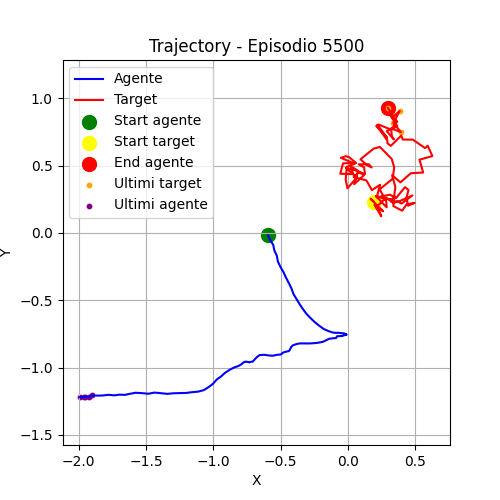 Trajectory - Episodio 5500
Agente
Target
Start agente
Start target
End agente
Ultimi target
Ultimi agente
1.0
0.5
0.0
−0.5
−1.0
−1.5
Y
−2.0 −1.5 −1.0 −0.5 0.0 0.5
X